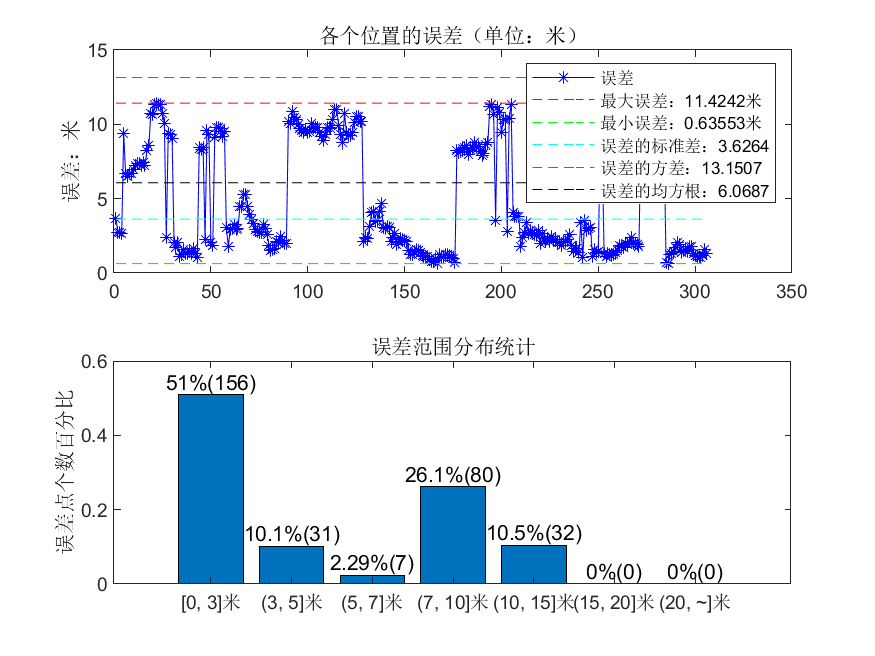 各个位置的误差（单位：米）
误差：米
15
10
5
0
误差
最大误差：11.4242米
最小误差：0.63553米
误差的标准差：3.6264
误差的方差：13.1507
误差的均方根：6.0687
0 50 100 150 200 250 300 350
误差范围分布统计
误差点个数百分比
0.6
0.4
0.2
0
51%(156)
10.1%(31)
2.29%(7)
26.1%(80)
10.5%(32)
0%(0)
0%(0)
[0, 3]米 (3, 5]米 (5, 7]米 (7, 10]米 (10, 15]米 (15, 20]米 (20, ~]米